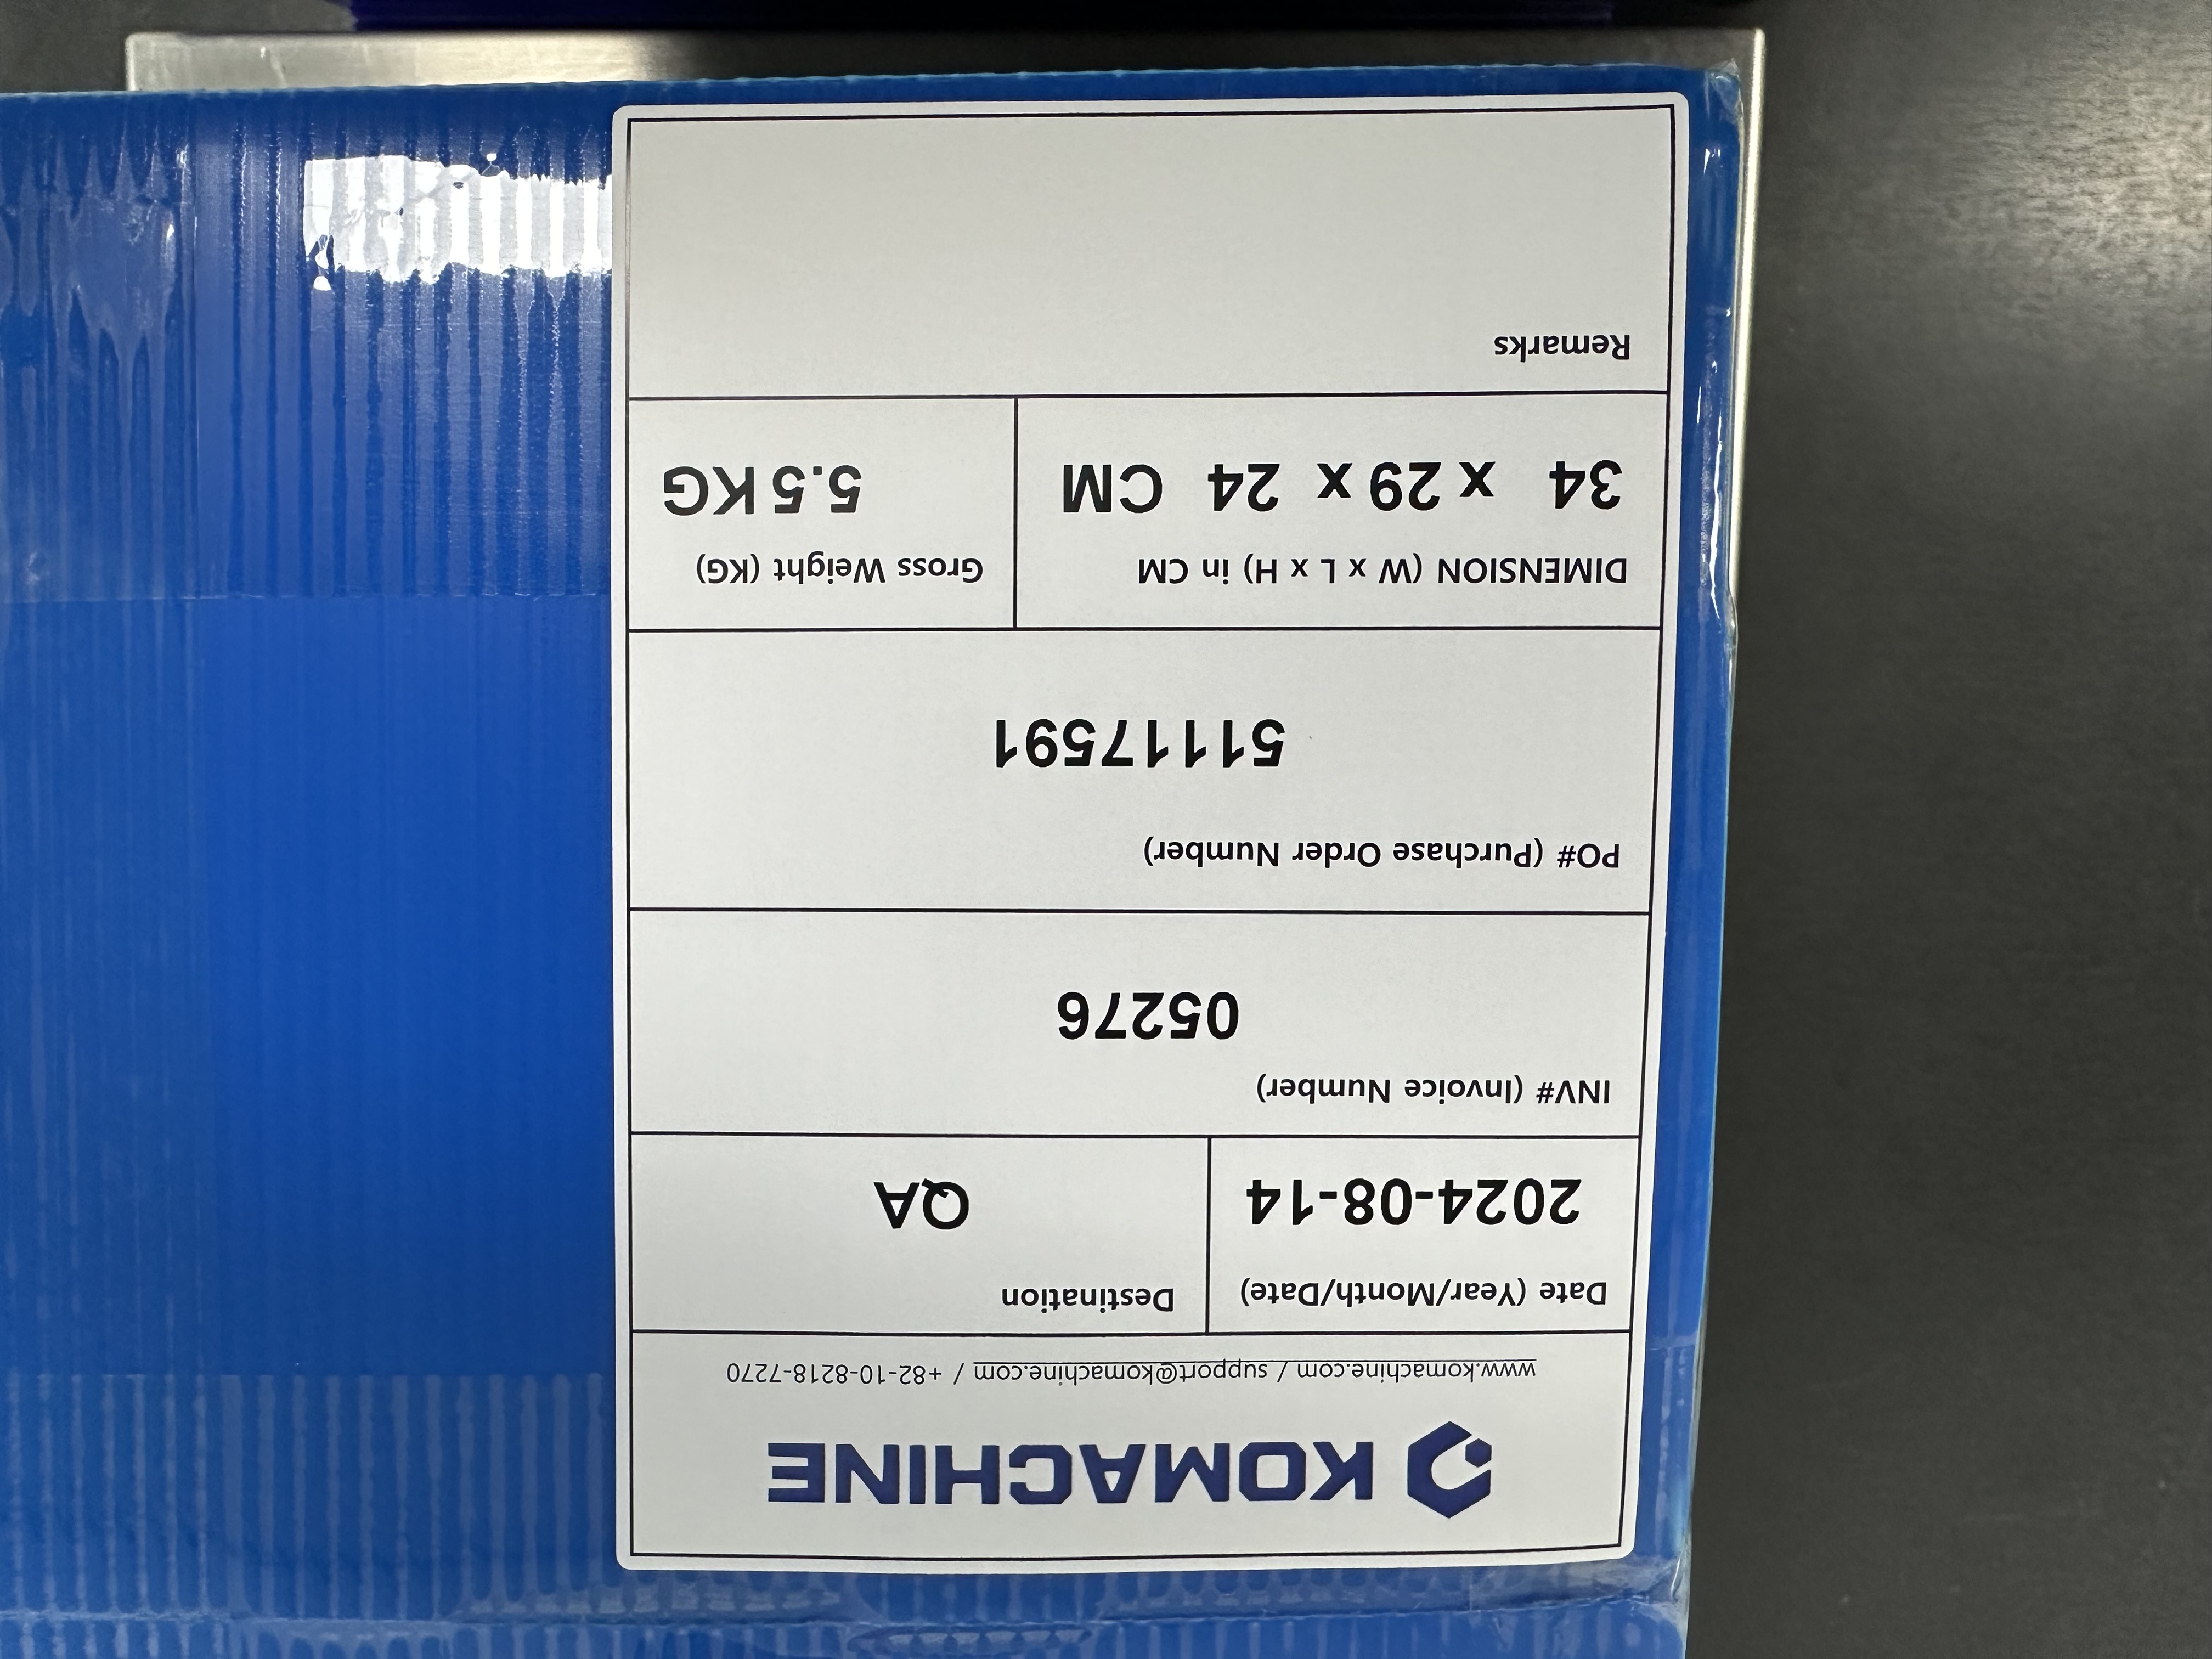 KOMACHINE
www.komachine.com / support@komachine.com / +82-10-8218-7270
Date (Year/Month/Date)
2024-08-14
Destination
QA
INV# (Invoice Number)
05276
PO# (Purchase Order Number)
51117591
DIMENSION (W x L x H) in CM
34 x 29 x 24 CM
Gross Weight (KG)
5.5 KG
Remarks